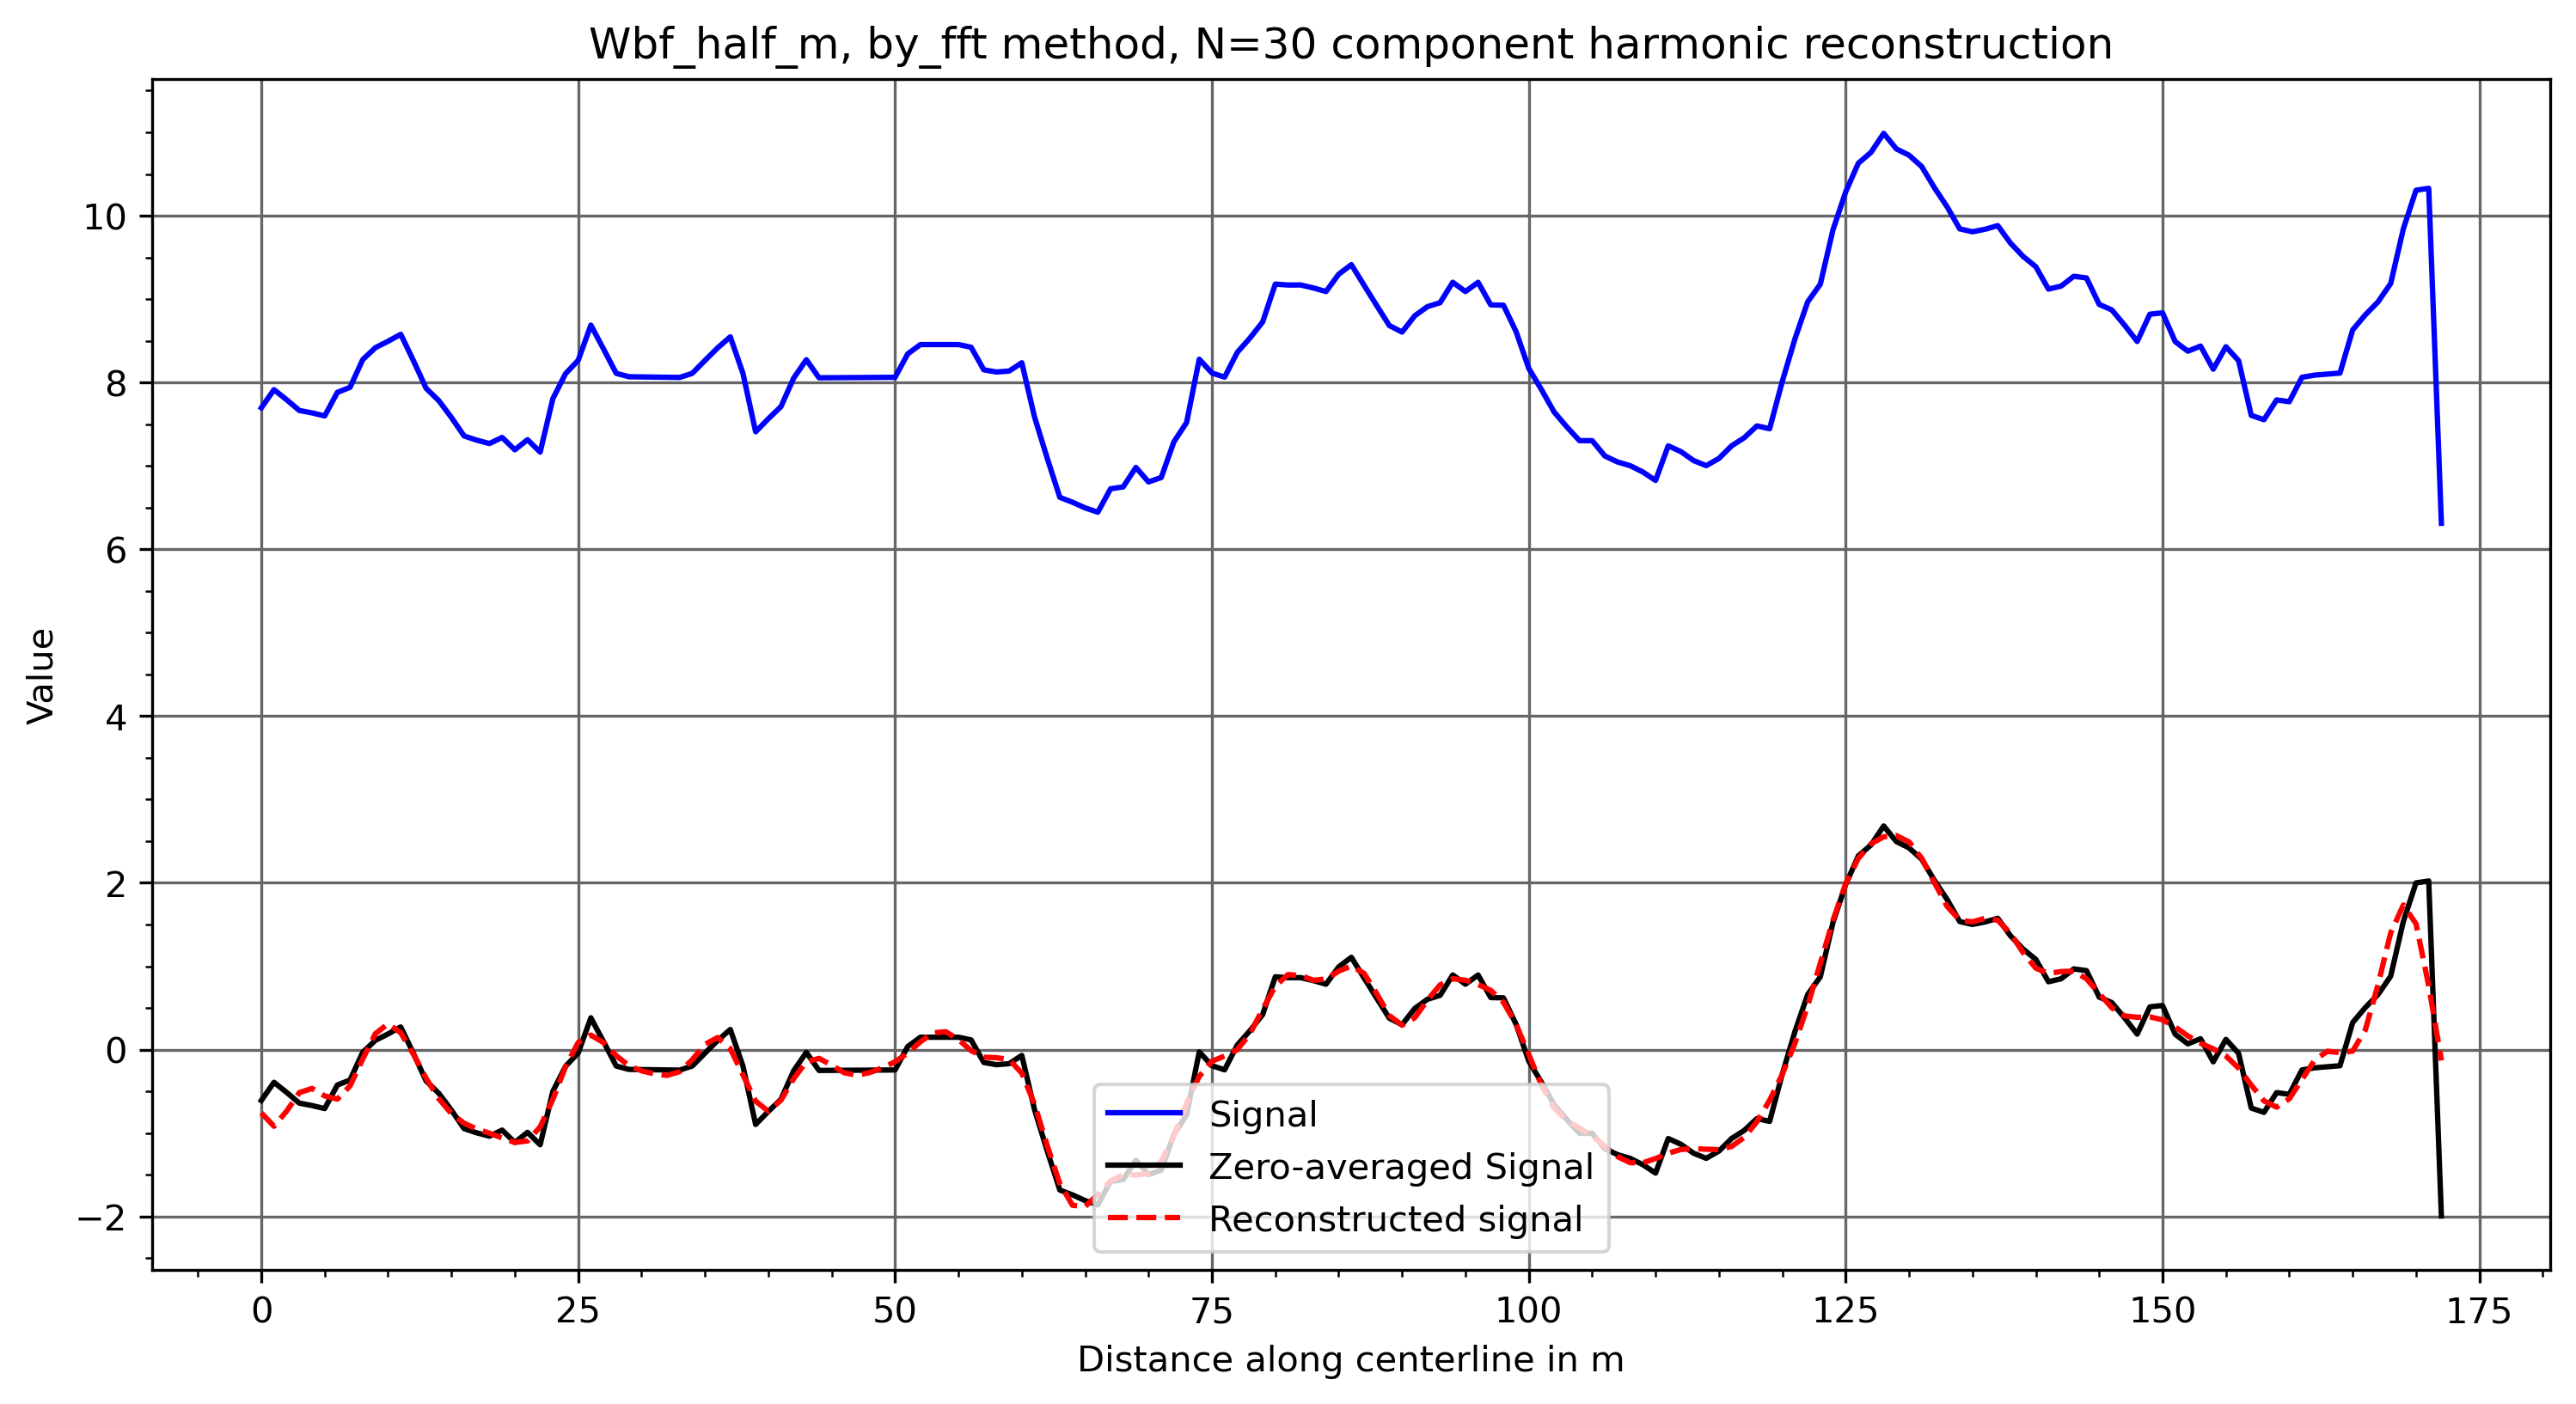 Wbf_half_m, by_fft method, N=30 component harmonic reconstruction
Value
10
8
6
4
2
0
−2
Signal
Zero-averaged Signal
Reconstructed signal
0 25 50 75 100 125 150 175
Distance along centerline in m